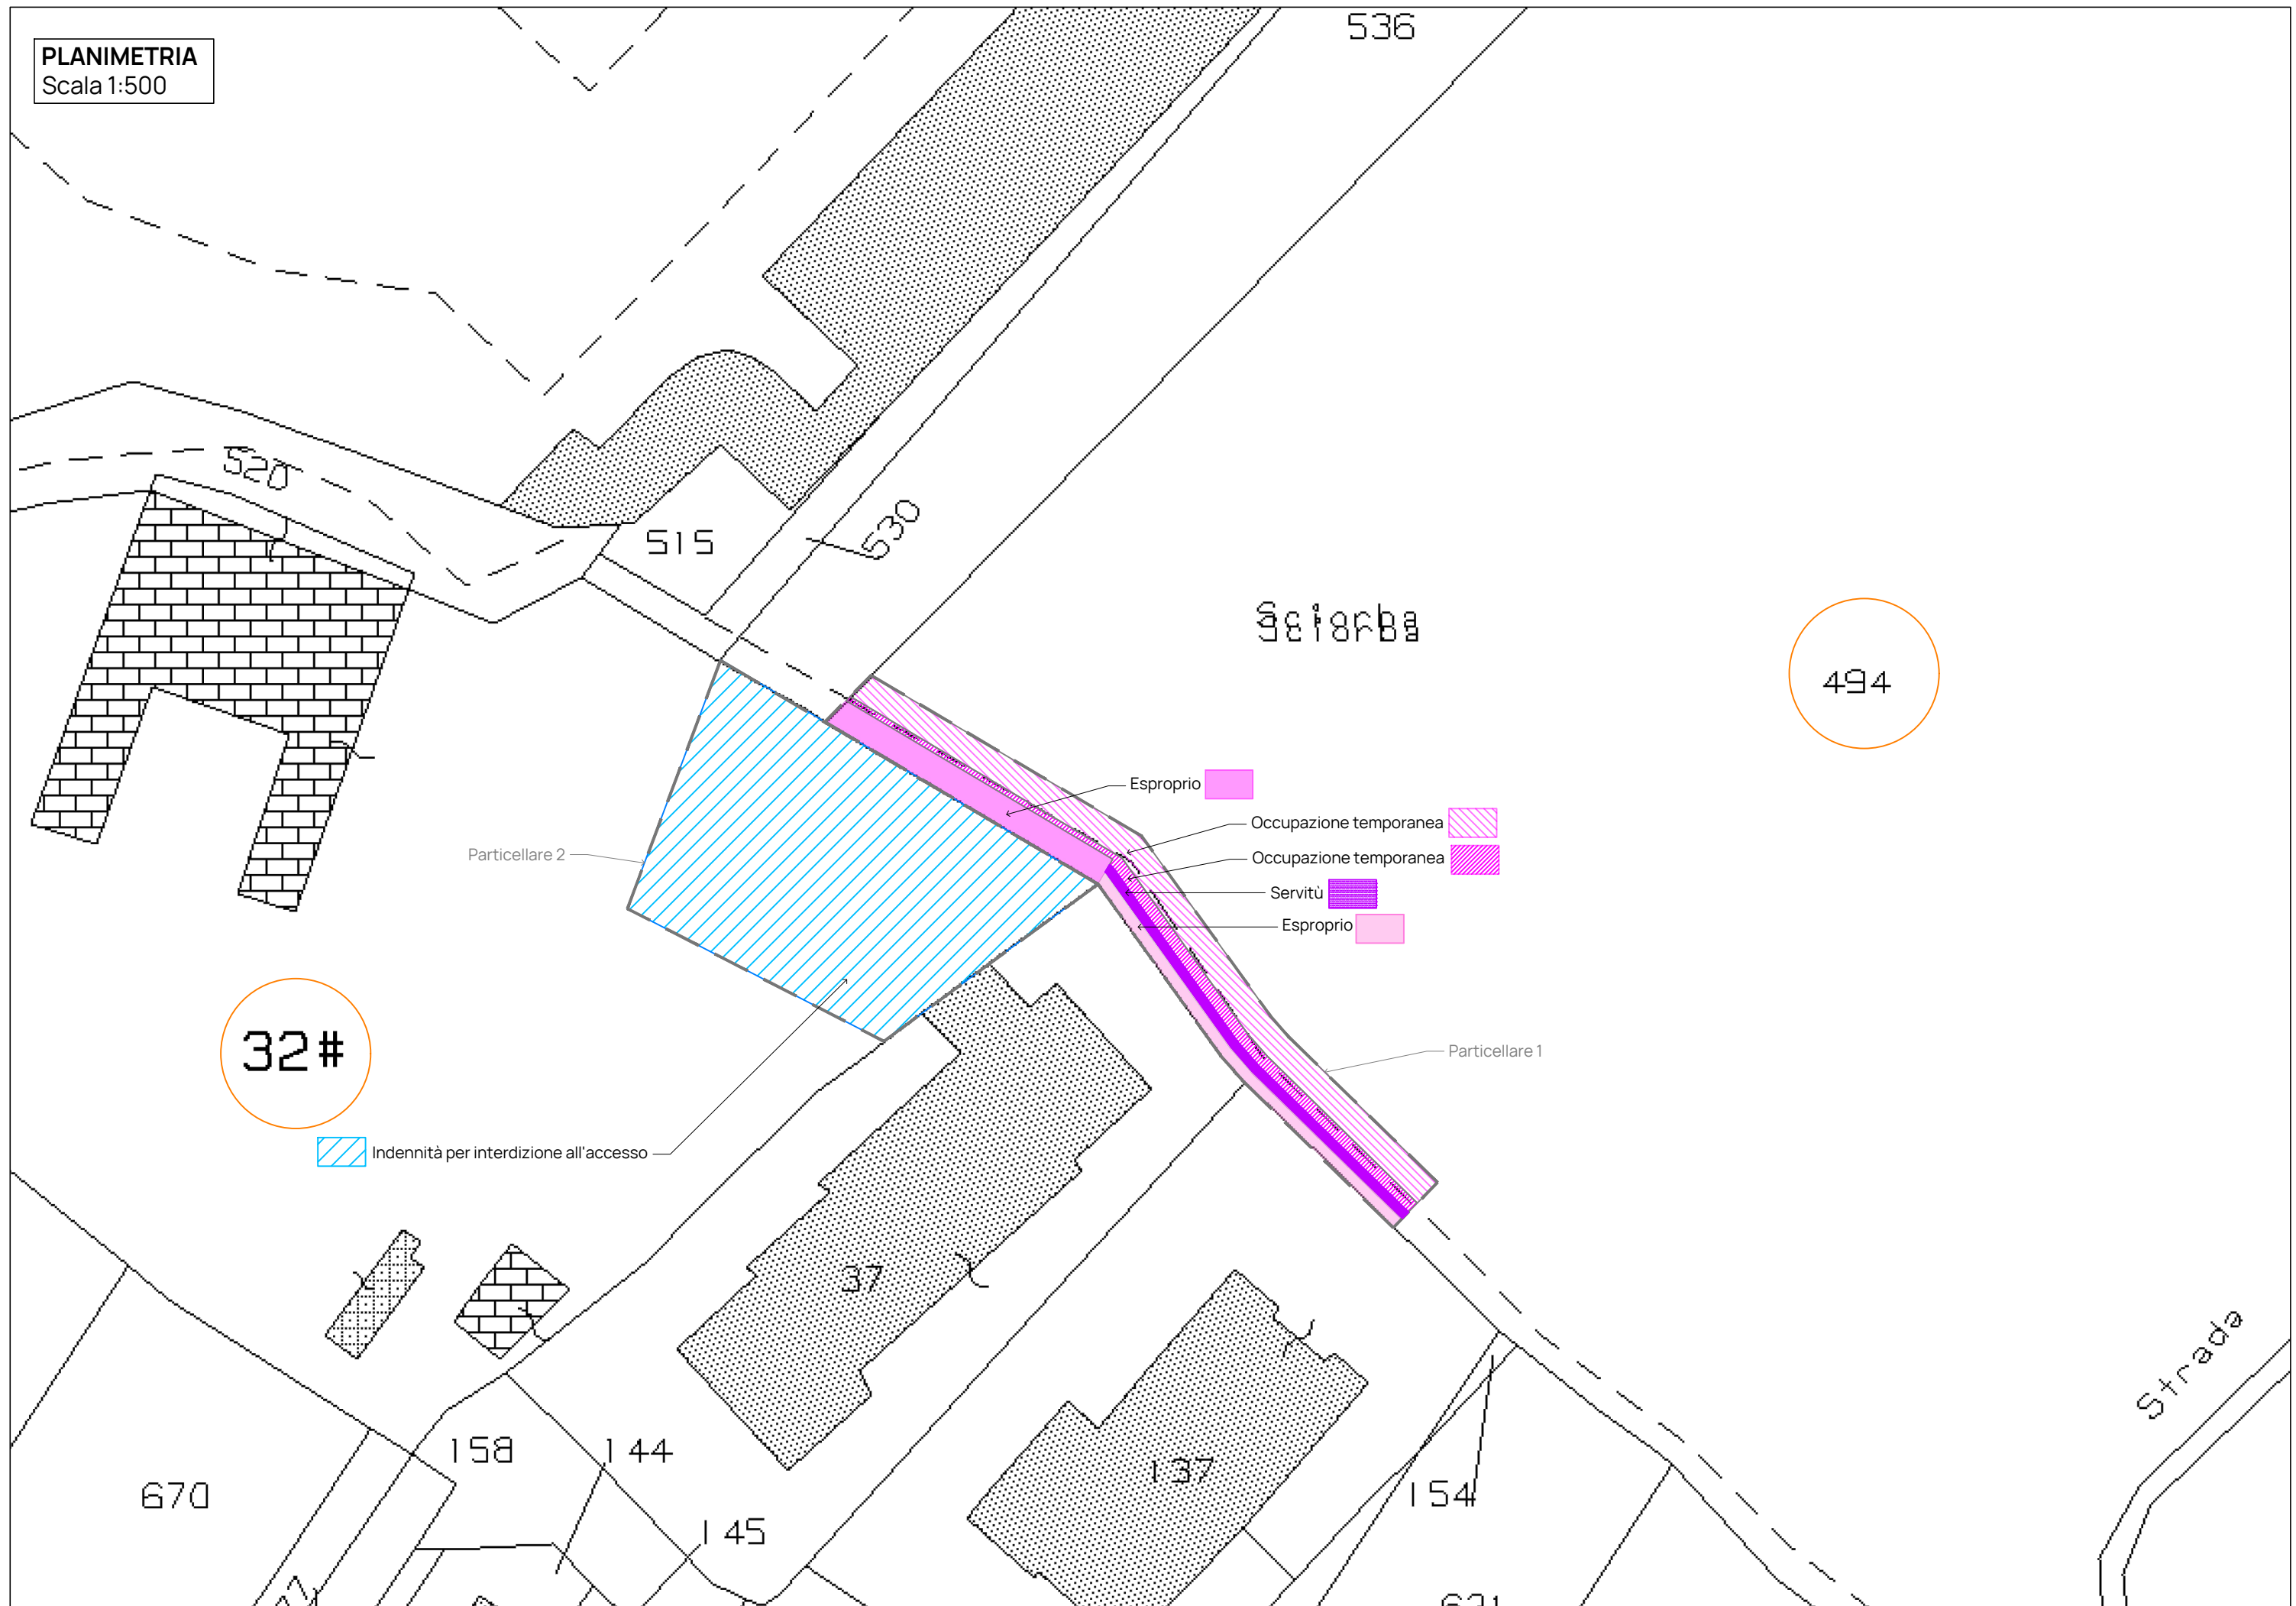 PLANIMETRIA
Scala 1:500
536
520
515
530
Sciorba
Sciorba
494
Esproprio
Occupazione temporanea
Occupazione temporanea
Servitù
Esproprio
Particellare 2
32#
Particellare 1
Indennità per interdizione all'accesso
37
Strada
158
144
137
154
670
145